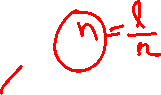 n = l/n